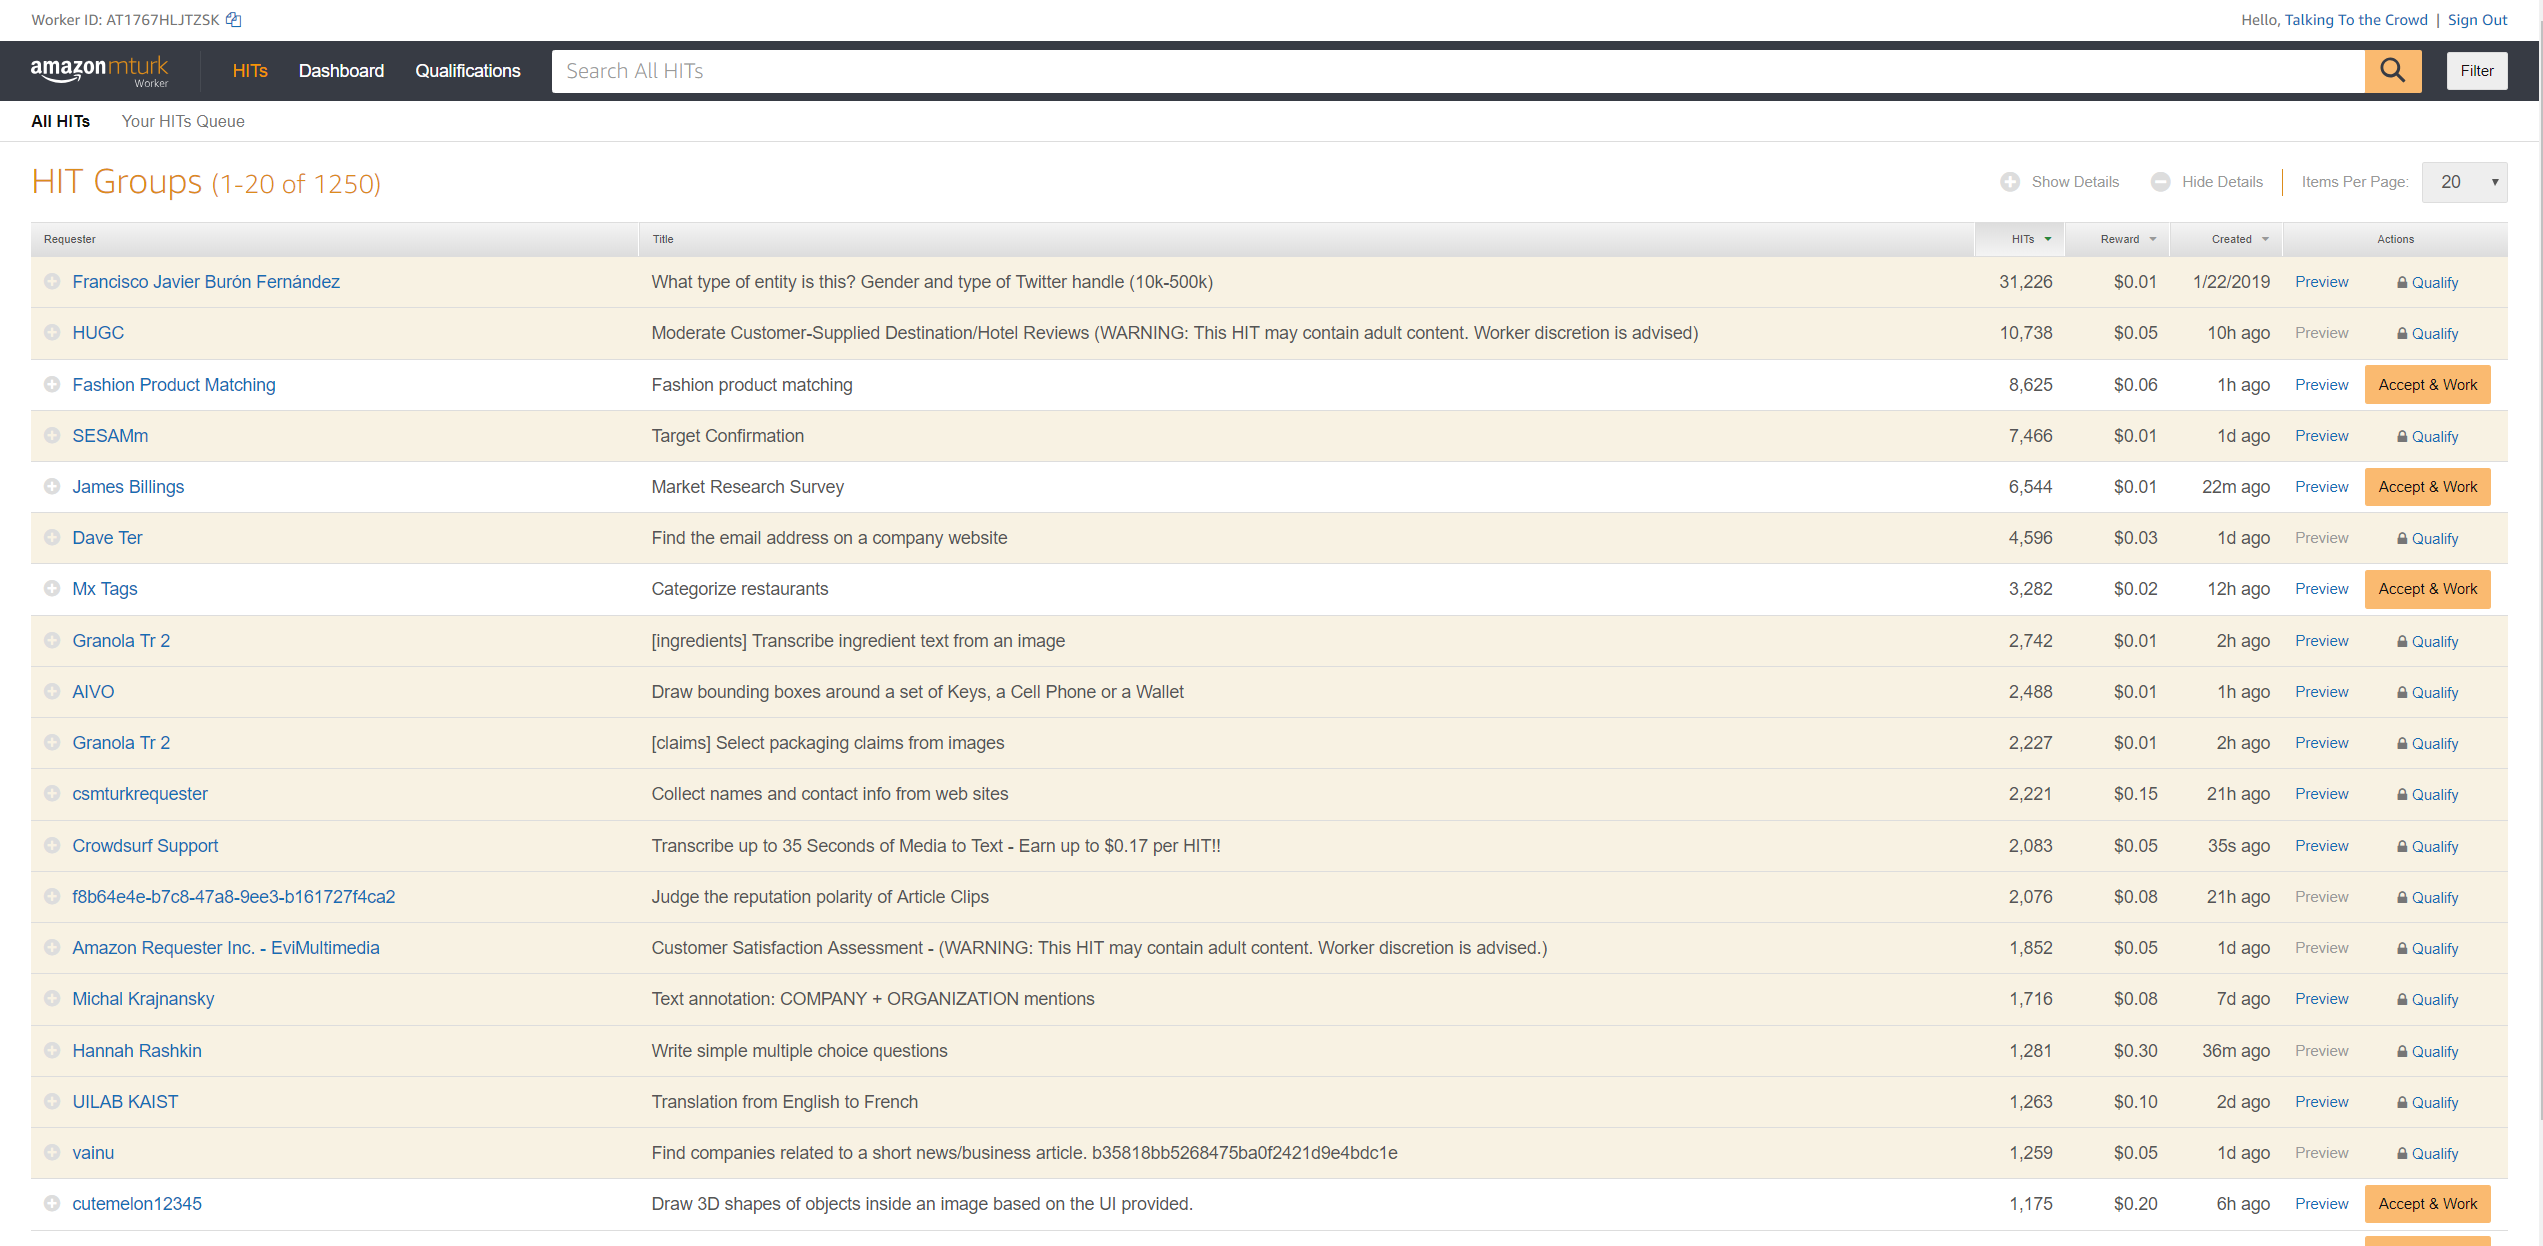 Worker ID: AT1767HLJTZSK Hello, Talking To the Crowd | Sign Out
amazon mturk Worker HITs Dashboard Qualifications Search All HITs Filter
All HITs Your HITs Queue
HIT Groups (1-20 of 1250) Show Details Hide Details Items Per Page: 20
Requester Title HITs Reward Created Actions
Francisco Javier Burón Fernández What type of entity is this? Gender and type of Twitter handle (10k-500k) 31,226 $0.01 1/22/2019 Preview Qualify
HUGC Moderate Customer-Supplied Destination/Hotel Reviews (WARNING: This HIT may contain adult content. Worker discretion is advised) 10,738 $0.05 10h ago Preview Qualify
Fashion Product Matching Fashion product matching 8,625 $0.06 1h ago Preview Accept & Work
SESAMm Target Confirmation 7,466 $0.01 1d ago Preview Qualify
James Billings Market Research Survey 6,544 $0.01 22m ago Preview Accept & Work
Dave Ter Find the email address on a company website 4,596 $0.03 1d ago Preview Qualify
Mx Tags Categorize restaurants 3,282 $0.02 12h ago Preview Accept & Work
Granola Tr 2 [ingredients] Transcribe ingredient text from an image 2,742 $0.01 2h ago Preview Qualify
AIVO Draw bounding boxes around a set of Keys, a Cell Phone or a Wallet 2,488 $0.01 1h ago Preview Qualify
Granola Tr 2 [claims] Select packaging claims from images 2,227 $0.01 2h ago Preview Qualify
csmturkrequester Collect names and contact info from web sites 2,221 $0.15 21h ago Preview Qualify
Crowdsurf Support Transcribe up to 35 Seconds of Media to Text - Earn up to $0.17 per HIT!! 2,083 $0.05 35s ago Preview Qualify
f8b64e4e-b7c8-47a8-9ee3-b161727f4ca2 Judge the reputation polarity of Article Clips 2,076 $0.08 21h ago Preview Qualify
Amazon Requester Inc. - EviMultimedia Customer Satisfaction Assessment - (WARNING: This HIT may contain adult content. Worker discretion is advised.) 1,852 $0.05 1d ago Preview Qualify
Michal Krajnansky Text annotation: COMPANY + ORGANIZATION mentions 1,716 $0.08 7d ago Preview Qualify
Hannah Rashkin Write simple multiple choice questions 1,281 $0.30 36m ago Preview Qualify
UILAB KAIST Translation from English to French 1,263 $0.10 2d ago Preview Qualify
vainu Find companies related to a short news/business article. b35818bb5268475ba0f2421d9e4bdc1e 1,259 $0.05 1d ago Preview Qualify
cutemelon12345 Draw 3D shapes of objects inside an image based on the UI provided. 1,175 $0.20 6h ago Preview Accept & Work